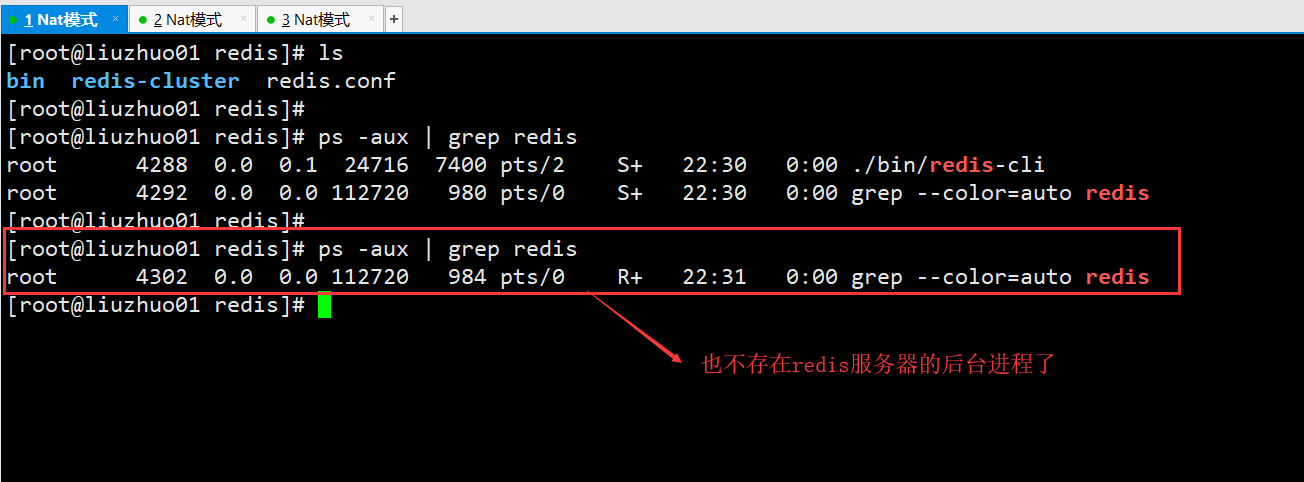 1 Nat模式 × 2 Nat模式 × 3 Nat模式 × +
[root@liuzhuo01 redis]# ls
bin redis-cluster redis.conf
[root@liuzhuo01 redis]#
[root@liuzhuo01 redis]# ps -aux | grep redis
root 4288 0.0 0.1 24716 7400 pts/2 S+ 22:30 0:00 ./bin/redis-cli
root 4292 0.0 0.0 112720 980 pts/0 S+ 22:30 0:00 grep --color=auto redis
[root@liuzhuo01 redis]#
[root@liuzhuo01 redis]# ps -aux | grep redis
root 4302 0.0 0.0 112720 984 pts/0 R+ 22:31 0:00 grep --color=auto redis
[root@liuzhuo01 redis]#
也不存在redis服务器的后台进程了